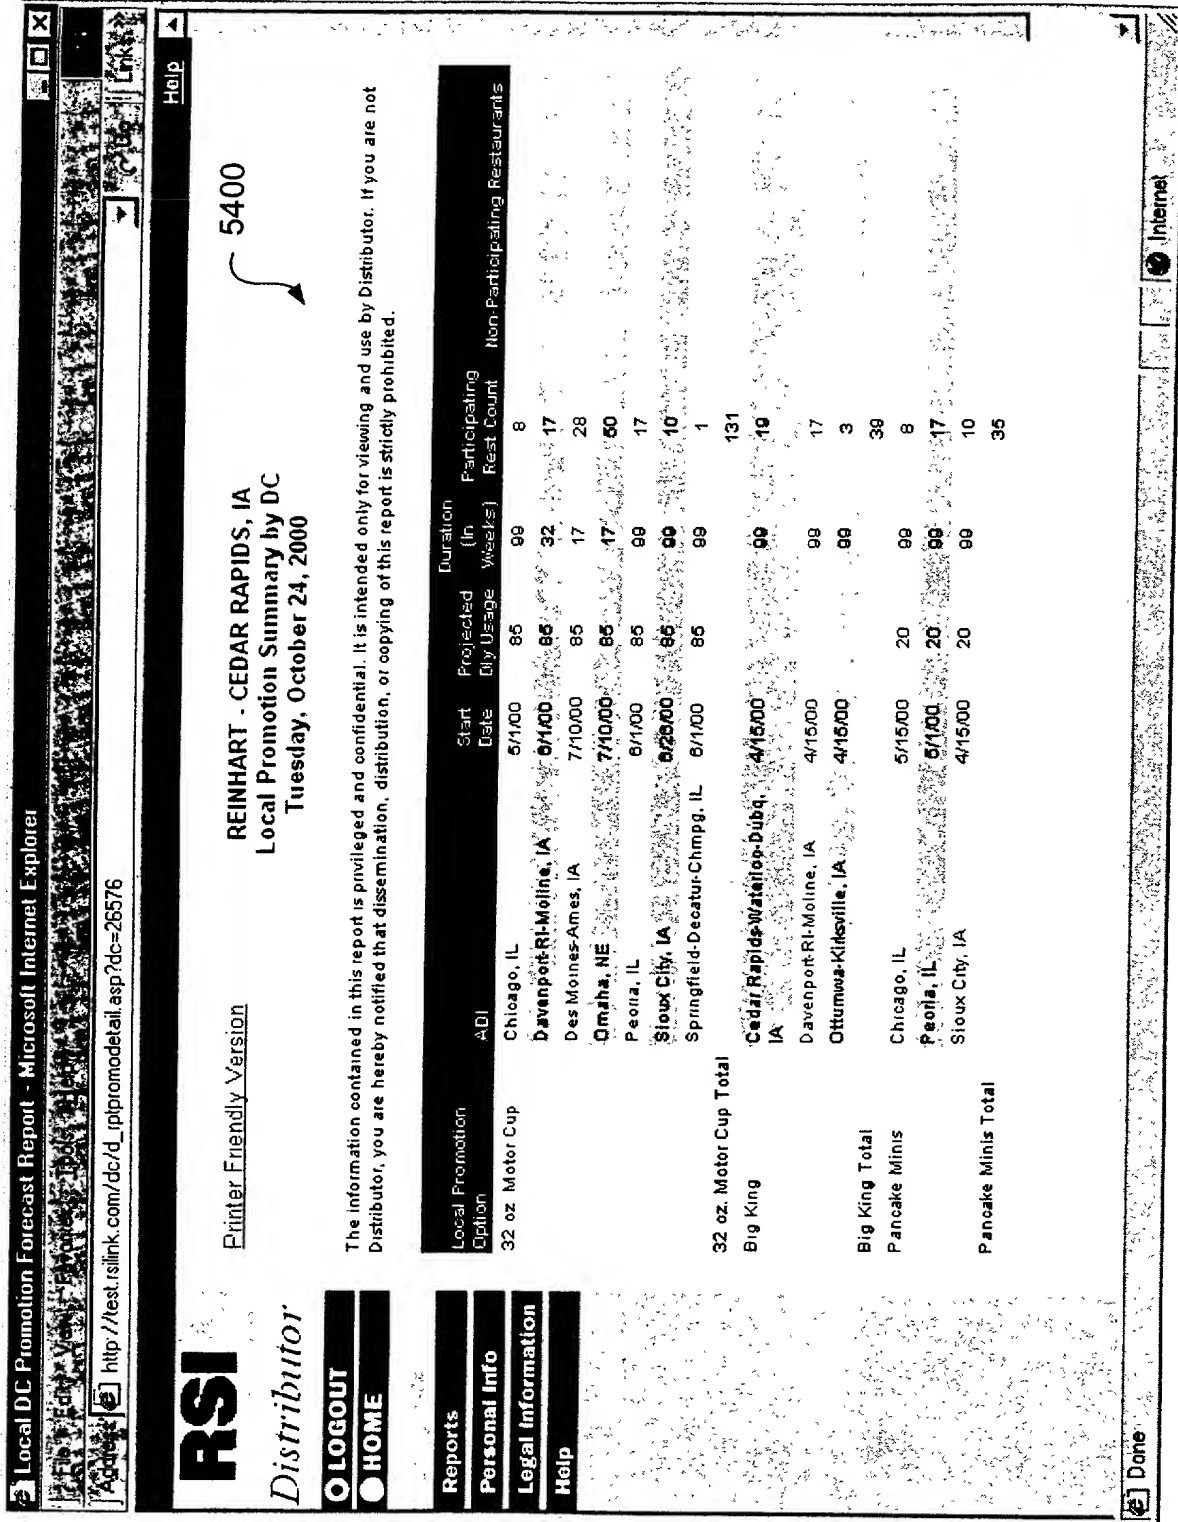 Local DC Promotion Forecast Report - Microsoft Internet Explorer
File Edit View Favorites Tools Help
Address http://test.rsilink.com/dc/d_rptpromodetail.asp?dc=26576 Go Links
Help
RSI
Distributor
LOGOUT
HOME
Reports
Personal Info
Legal Information
Help
Printer Friendly Version
REINHART - CEDAR RAPIDS, IA
Local Promotion Summary by DC
Tuesday, October 24, 2000
5400
The information contained in this report is privileged and confidential. It is intended only for viewing and use by Distributor. If you are not
Distributor, you are hereby notified that dissemination, distribution, or copying of this report is strictly prohibited.
Local Promotion Option ADI Start Date Projected Dly Usage Duration (In Weeks) Participating Rest Count Non-Participating Restaurants
32 oz Motor Cup Chicago, IL 5/1/00 85 99 8
Davenport-RI-Moline, IA 6/1/00 85 32 17
Des Moines-Ames, IA 7/10/00 85 17 28
Omaha, NE 7/10/00 85 17 50
Peoria, IL 6/1/00 85 99 17
Sioux City, IA 6/26/00 85 99 10
Springfield-Decatur-Chmpg, IL 6/1/00 85 99 1
32 oz. Motor Cup Total 131
Big King Cedar Rapids-Waterloo-Dubq, IA 4/15/00 99 19
Davenport-RI-Moline, IA 4/15/00 99 17
Ottumwa-Kirksville, IA 4/15/00 99 3
Big King Total 39
Pancake Minis Chicago, IL 5/15/00 20 99 8
Peoria, IL 5/1/00 20 99 17
Sioux City, IA 4/15/00 20 99 10
Pancake Minis Total 35
Done Internet